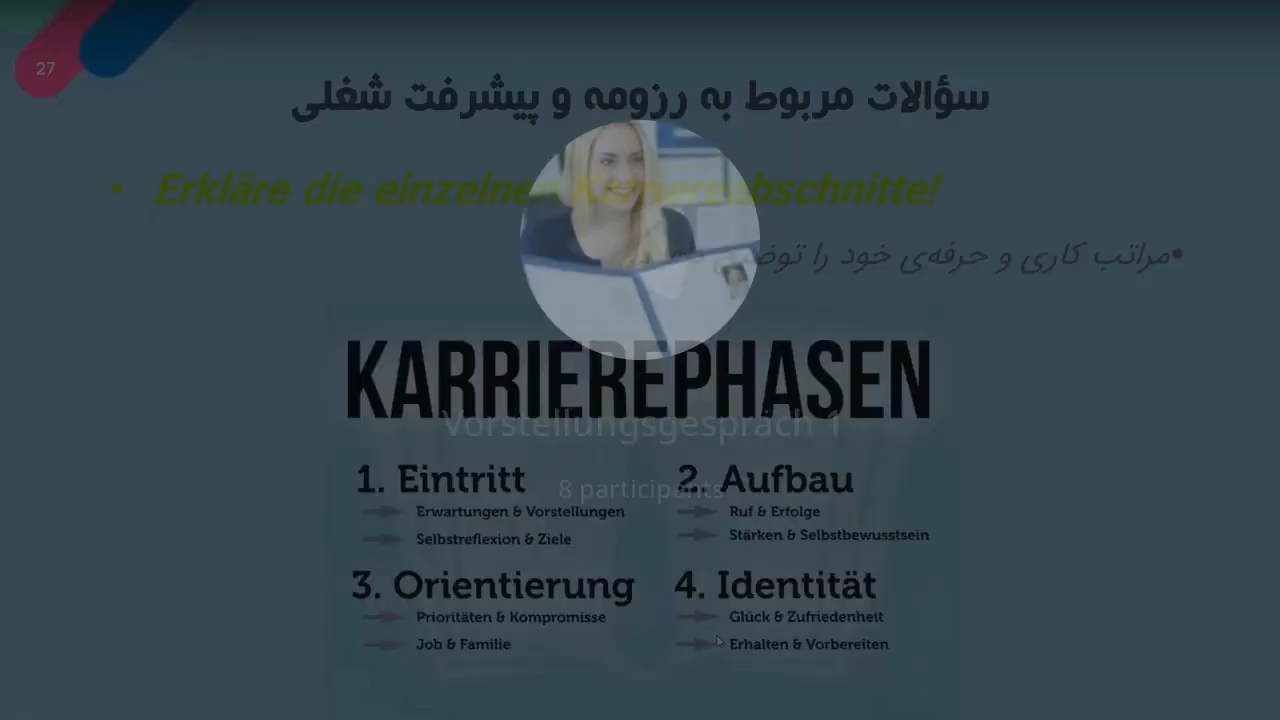 27
سؤالات مربوط به رزومه و پیشرفت شغلی
• Erkläre die einzelnen Karriereabschnitte!
•مراتب کاری و حرفه‌ی خود را
KARRIEREPHASEN
Vorstellungsgespräch 1
8 participants
1. Eintritt
Erwartungen & Vorstellungen
Selbstreflexion & Ziele
2. Aufbau
Ruf & Erfolge
Stärken & Selbstbewusstsein
3. Orientierung
Prioritäten & Kompromisse
Job & Familie
4. Identität
Glück & Zufriedenheit
Erhalten & Vorbereiten